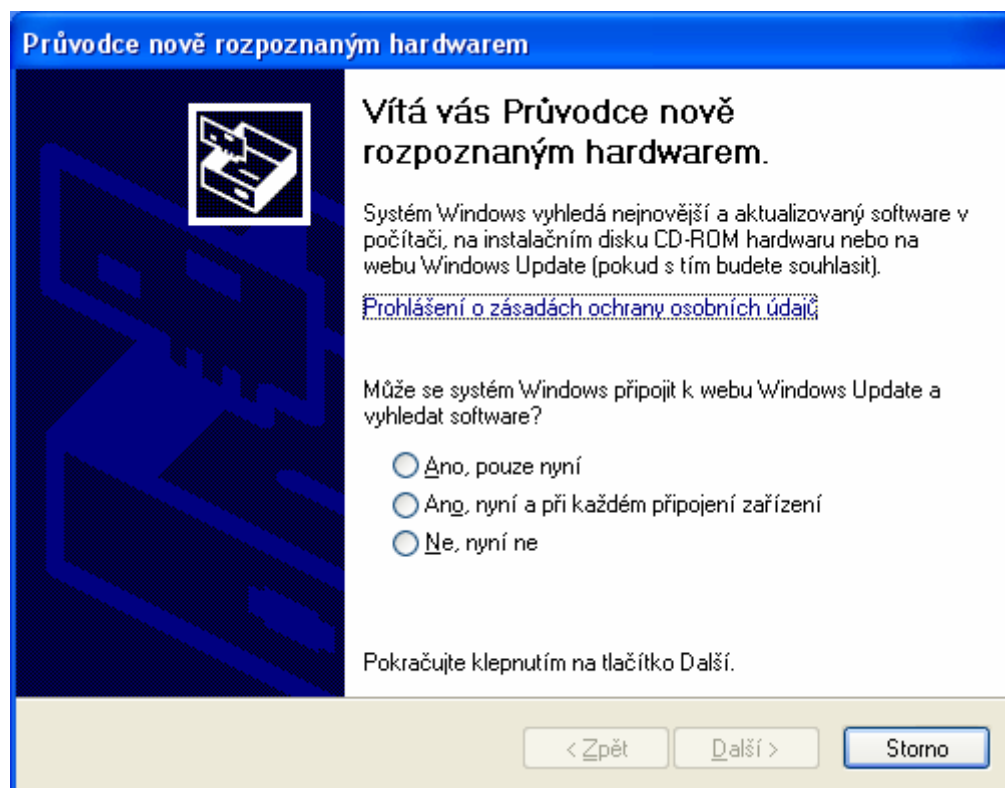 Průvodce nově rozpoznaným hardwarem
Vítá vás Průvodce nově
rozpoznaným hardwarem.
Systém Windows vyhledá nejnovější a aktualizovaný software v
počítači, na instalačním disku CD-ROM hardwaru nebo na
webu Windows Update (pokud s tím budete souhlasit).
Prohlášení o zásadách ochrany osobních údajů
Může se systém Windows připojit k webu Windows Update a
vyhledat software?
Ano, pouze nyní
Ano, nyní a při každém připojení zařízení
Ne, nyní ne
Pokračujte klepnutím na tlačítko Další.
< Zpět Další > Storno